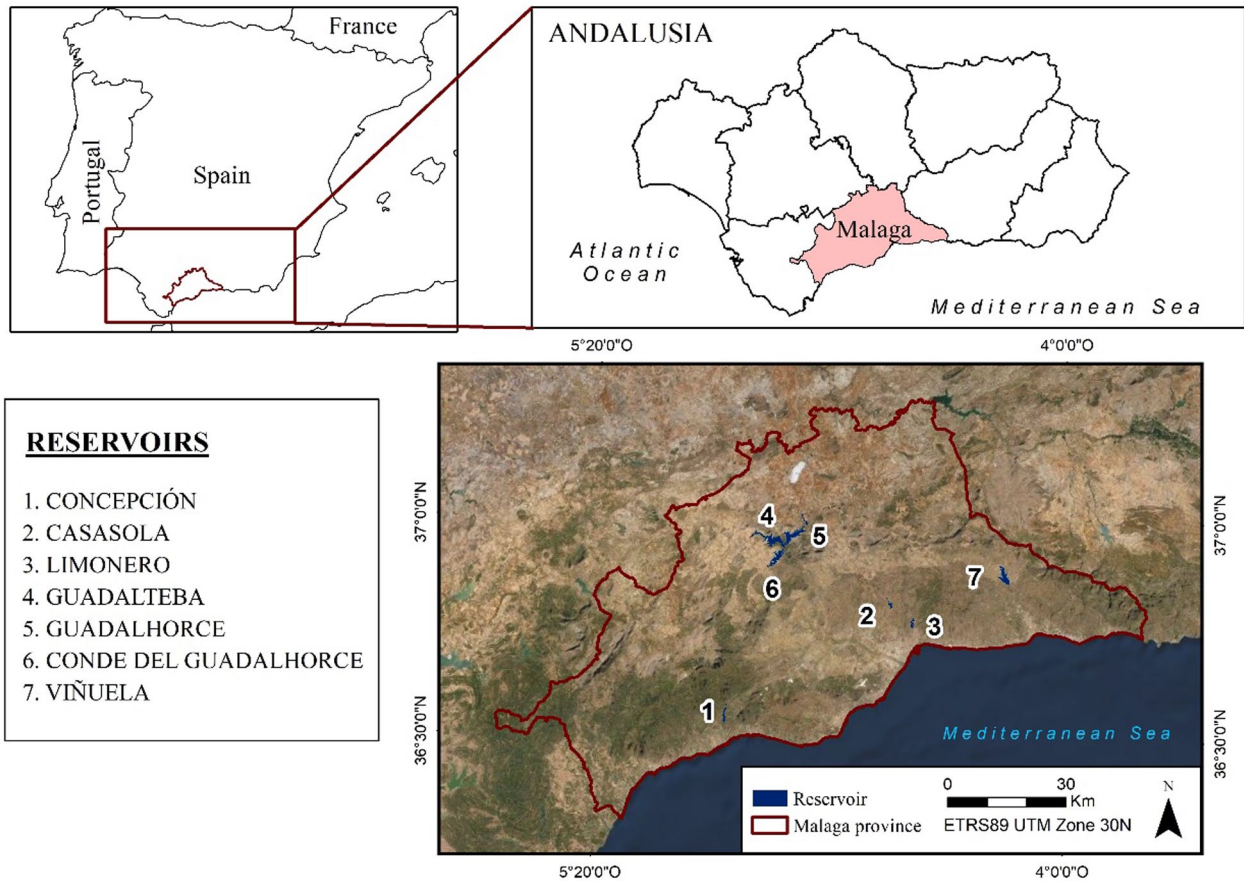 France
Portugal
Spain
ANDALUSIA
Malaga
Atlantic
Ocean
Mediterranean Sea
5°20'0"O
4°0'0"O
RESERVOIRS
1. CONCEPCIÓN
2. CASASOLA
3. LIMONERO
4. GUADALTEBA
5. GUADALHORCE
6. CONDE DEL GUADALHORCE
7. VIÑUELA
37°0'0"N
37°0'0"N
4
5
6
7
2
3
1
36°30'0"N
36°30'0"N
Mediterranean Sea
Reservoir
Malaga province
0
30
Km
ETRS89 UTM Zone 30N
N
5°20'0"O
4°0'0"O